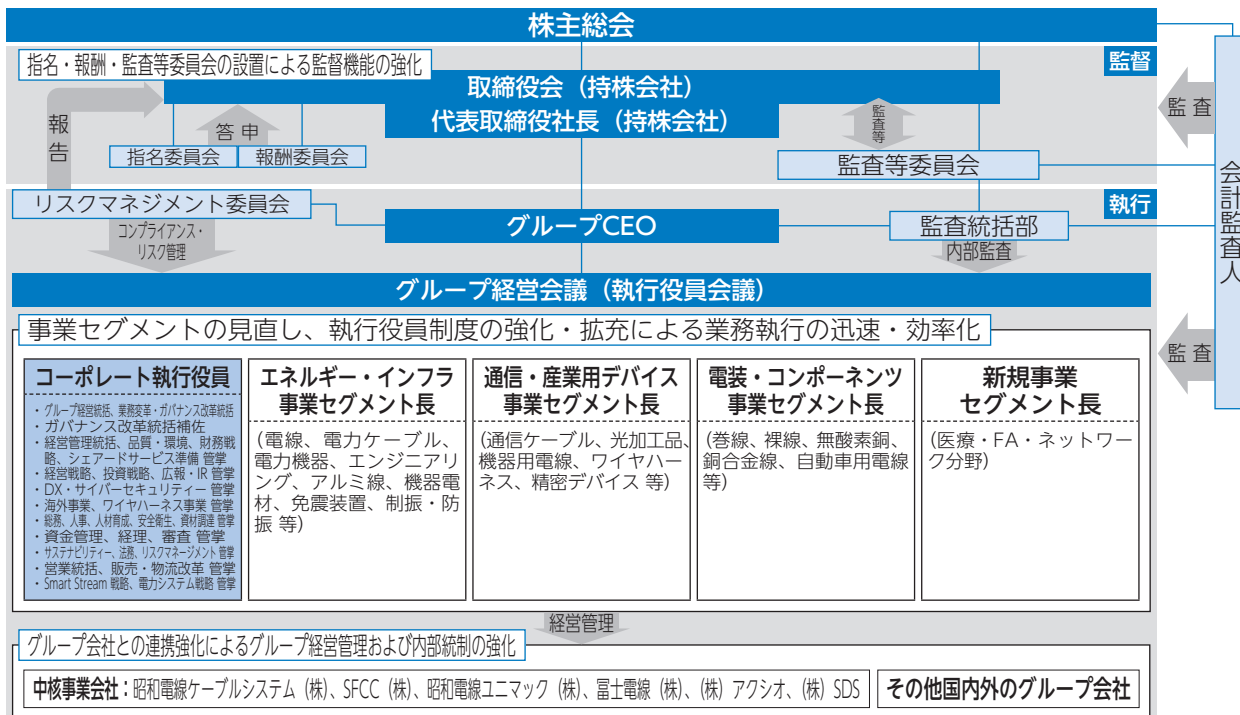 株主総会
指名・報酬・監査等委員会の設置による監督機能の強化
監督
取締役会（持株会社）
代表取締役社長（持株会社）
報告
答申
監査等
監査
指名委員会
報酬委員会
監査等委員会
会計監査人
リスクマネジメント委員会
執行
グループCEO
監査統括部
コンプライアンス・
リスク管理
内部監査
グループ経営会議（執行役員会議）
事業セグメントの見直し、執行役員制度の強化・拡充による業務執行の迅速・効率化
監査
コーポレート執行役員
・グループ経営統括、業務変革・ガバナンス改革統括
・ガバナンス改革統括補佐
・経営管理統括、品質・環境、財務戦
略、シェアードサービス準備 管掌
・経営戦略、投資戦略、広報・IR 管掌
・DX・サイバーセキュリティー 管掌
・海外事業、ワイヤハーネス事業 管掌
・総務、人事、人材育成、安全衛生、資材調達 管掌
・資金管理、経理、審査 管掌
・サステナビリティー、法務、リスクマネージメント 管掌
・営業統括、販売・物流改革 管掌
・Smart Stream 戦略、電力システム戦略 管掌
エネルギー・インフラ
事業セグメント長
（電線、電力ケーブル、
電力機器、エンジニアリ
ング、アルミ線、機器電
材、免震装置、制振・防
振 等）
通信・産業用デバイス
事業セグメント長
（通信ケーブル、光加工品、
機器用電線、ワイヤハー
ネス、精密デバイス 等）
電装・コンポーネンツ
事業セグメント長
（巻線、裸線、無酸素銅、
銅合金線、自動車用電線
等）
新規事業
セグメント長
（医療・FA・ネットワー
ク分野）
経営管理
グループ会社との連携強化によるグループ経営管理および内部統制の強化
中核事業会社：昭和電線ケーブルシステム（株）、SFCC（株）、昭和電線ユニマック（株）、冨士電線（株）、（株）アクシオ、（株）SDS
その他国内外のグループ会社